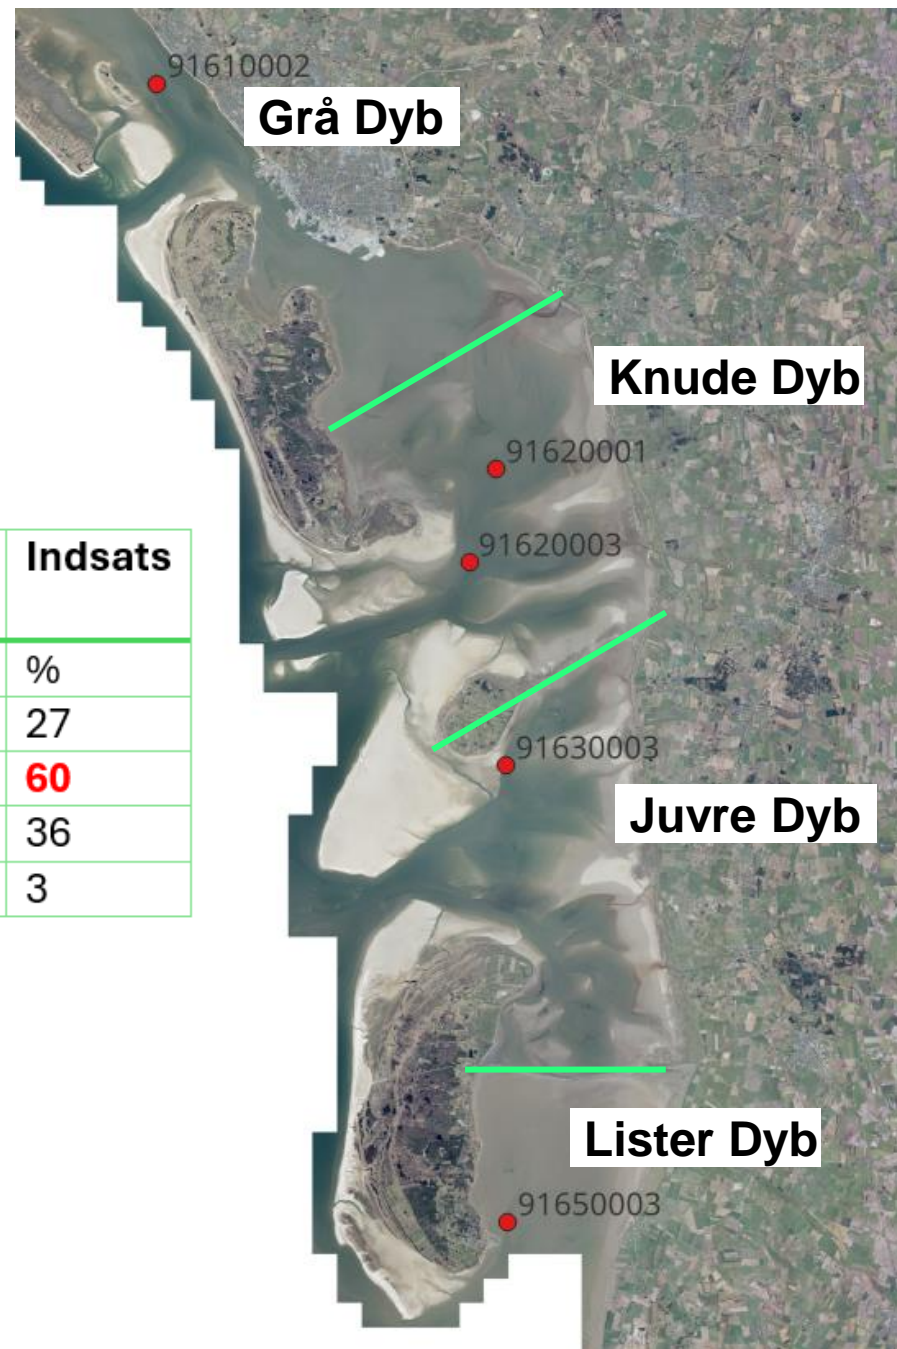 91610002
Grå Dyb
Knude Dyb
91620001
91620003
Indsats
%
27
60
36
3
91630003
Juvre Dyb
Lister Dyb
91650003